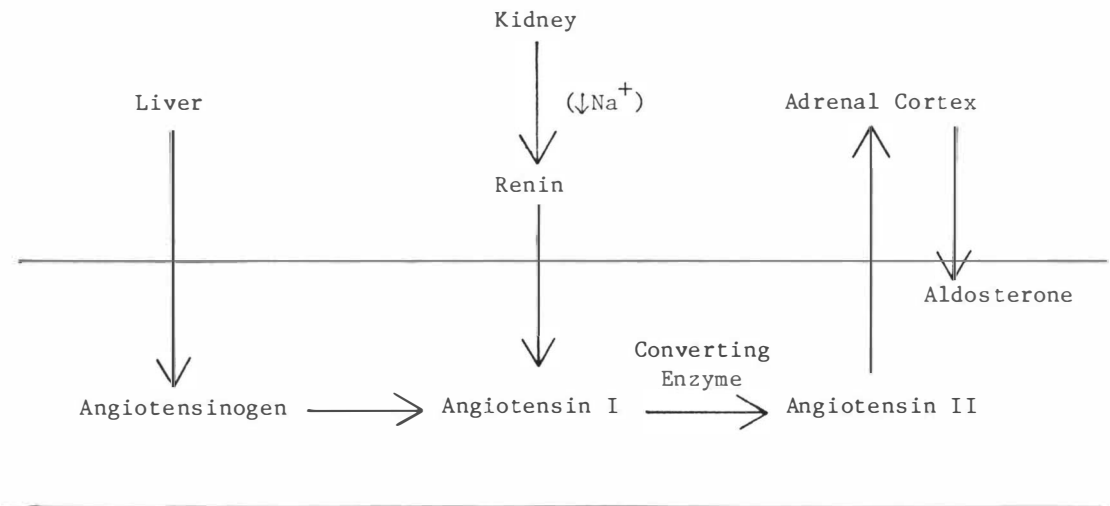 Kidney
Liver
(↓Na+)
Adrenal Cortex
Renin
Aldosterone
Converting
Enzyme
Angiotensinogen
Angiotensin I
Angiotensin II